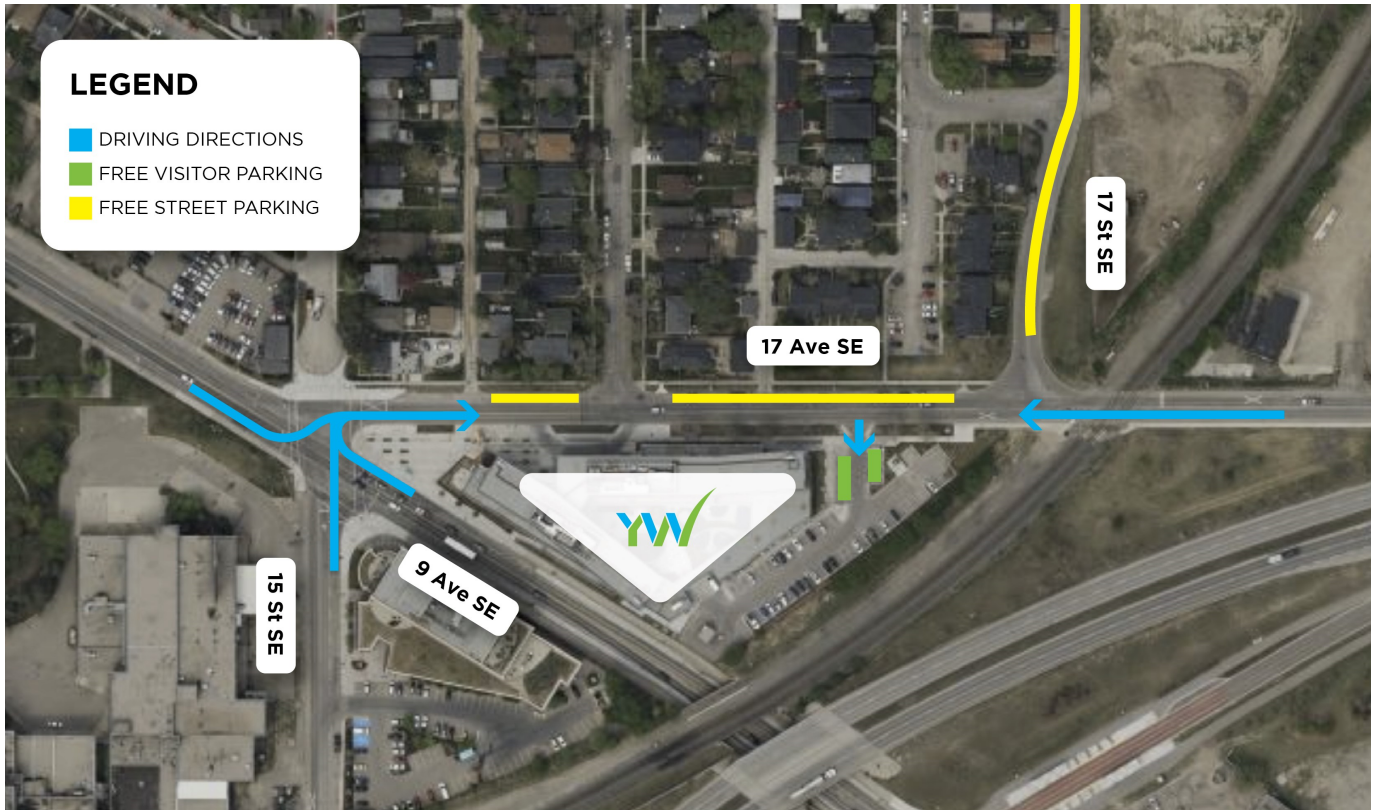 LEGEND
DRIVING DIRECTIONS
FREE VISITOR PARKING
FREE STREET PARKING
17 St SE
17 Ave SE
YW
9 Ave SE
15 St SE